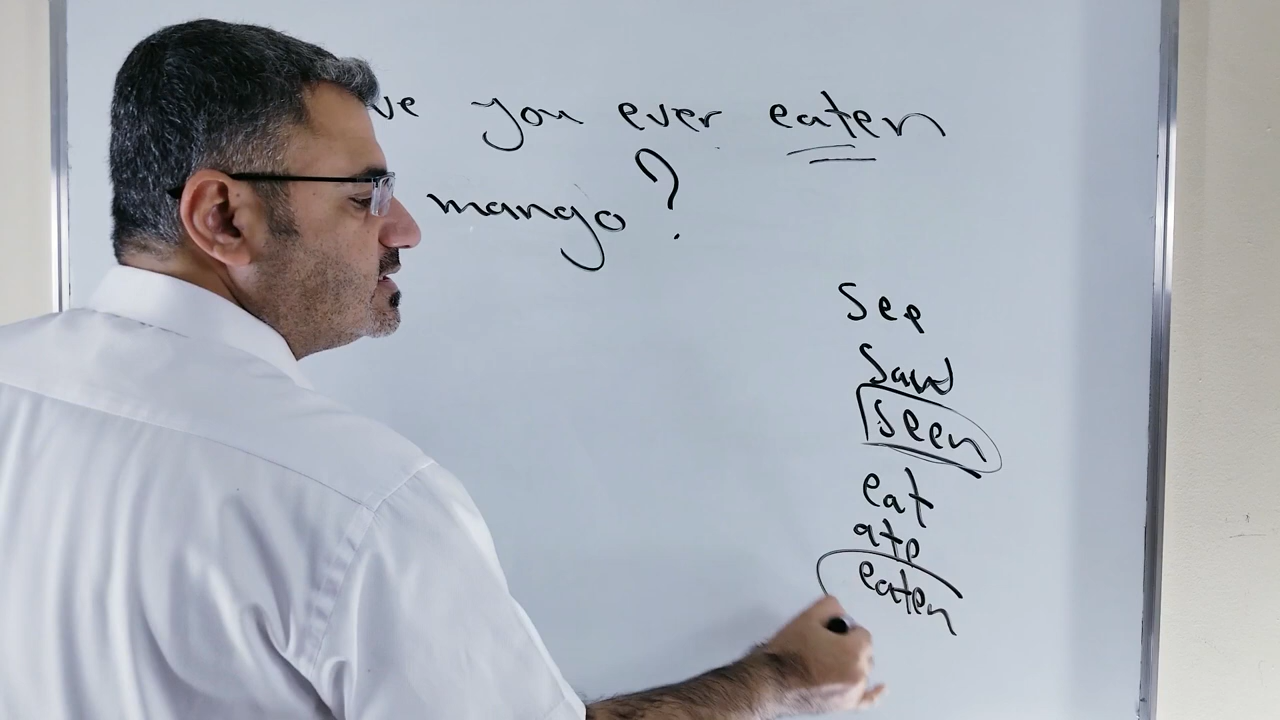 ve you ever eaten
mango?
see
saw
seen
eat
ate
eaten